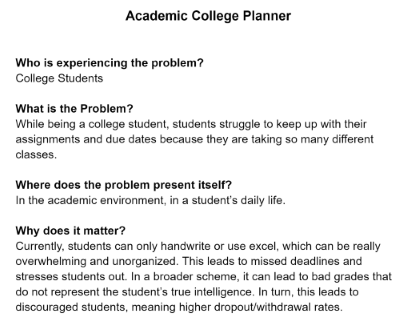 Academic College Planner
Who is experiencing the problem?
College Students
What is the Problem?
While being a college student, students struggle to keep up with their
assignments and due dates because they are taking so many different
classes.
Where does the problem present itself?
In the academic environment, in a student's daily life.
Why does it matter?
Currently, students can only handwrite or use excel, which can be really
overwhelming and unorganized. This leads to missed deadlines and
stresses students out. In a broader scheme, it can lead to bad grades that
do not represent the student's true intelligence. In turn, this leads to
discouraged students, meaning higher dropout/withdrawal rates.